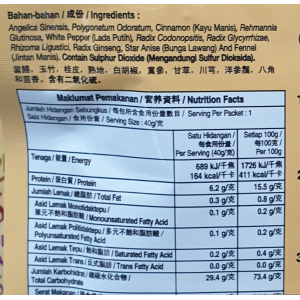 Bahan-bahan / 成份 / Ingredients :
Angelica Sinensis, Polygonatum Odoratum, Cinnamon (Kayu Manis), Rehmannia
Glutinosa, White Pepper (Lada Putih), Radix Codonopsitis, Radix Glycyrrhizae,
Rhizoma Ligustici, Radix Ginseng, Star Anise (Bunga Lawang) And Fennel
(Jintan Manis). Contain Sulphur Dioxide (Mengandungi Sulfur Dioksida).
當歸，玉竹，桂皮，熟地，白胡椒，黨參，甘草，川芎，洋參鬚，八角
和茴香。含有二氧化硫。
Maklumat Pemakanan / 营养資料 / Nutrition Facts
Jumlah Hidangan Sebungkus / 每包所含食用份量數目 / Serving Per Packet : 1
Saiz Hidangan / 食用份量 / Serving Size : 40g/克
Satu Hidangan / Setiap 100g /
每食用份量 / 每100克 /
Per Serving (40g/克) Per 100g
Tenaga / 能量 / Energy 689 kJ/千焦 1726 kJ/千焦
164 kcal/千卡 411 kcal/千卡
Protein / 蛋白質 / Protein 6.2 g/克 15.5 g/克
Jumlah Lemak / 總脂肪 / Total Fat 0.3 g/克 0.8 g/克
Asid Lemak Monotaktepu /
單元不飽和脂肪酸 / Monounsaturated Fatty Acid 0.1 g/克 0.2 g/克
Asid Lemak Politaktepu / 多元不飽和脂肪酸 /
Polyunsaturated Fatty Acid 0.1 g/克 0.2 g/克
Asid Lemak Tepu / 飽和脂肪 / Saturated Fatty Acid 0.2 g/克 0.4 g/克
Asid Lemak Trans / 反式脂肪 / Trans Fatty Acid 0.0 g/克 0.0 g/克
Jumlah Karbohidrat / 總碳水化合物 /
Total Carbohydrate 29.4 g/克 73.4 g/克
Serat Makanan